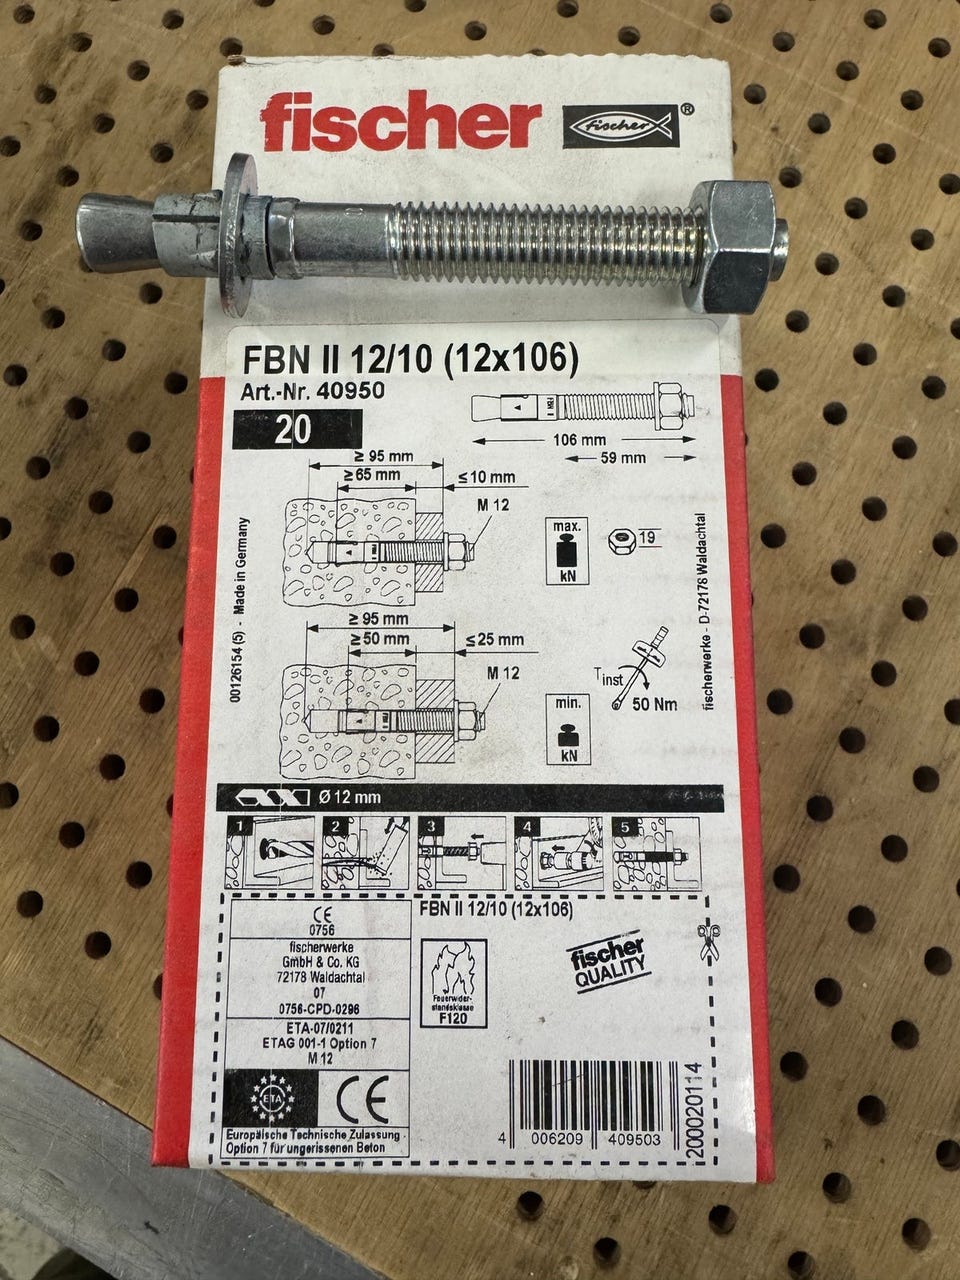 fischer
fischer ®
FBN II 12/10 (12x106)
Art.-Nr. 40950
20
106 mm
59 mm
≥ 95 mm
≥ 65 mm
≤ 10 mm
M 12
max.
kN
19
≥ 95 mm
≥ 50 mm
≤ 25 mm
M 12
min.
kN
Tinst
50 Nm
00126154 (5) - Made in Germany
fischerwerke - D-72178 Waldachtal
Ø 12 mm
1
2
3
4
5
CE
0756
fischerwerke
GmbH & Co. KG
72178 Waldachtal
07
0756-CPD-0296
ETA-07/0211
ETAG 001-1 Option 7
M 12
ETA
CE
Europäische Technische Zulassung
Option 7 für ungerissenen Beton
FBN II 12/10 (12x106)
Feuerwider-
standsklasse
F120
fischer
QUALITY
4 006209 409503
200020114